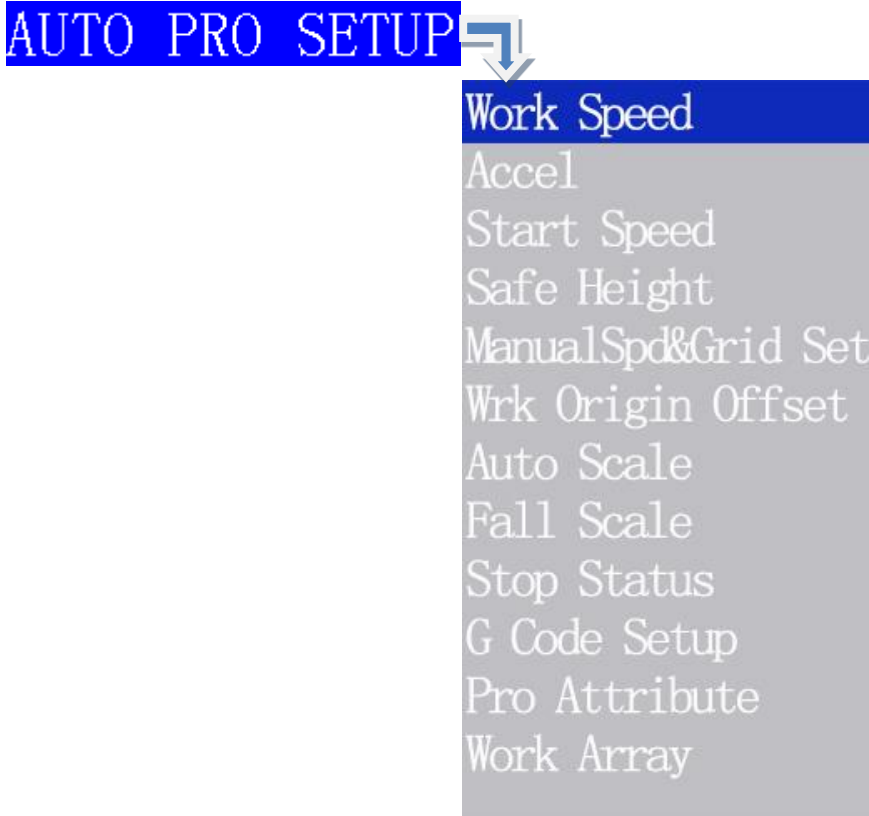 AUTO PRO SETUP
Work Speed
Accel
Start Speed
Safe Height
ManualSpd&Grid Set
Wrk Origin Offset
Auto Scale
Fall Scale
Stop Status
G Code Setup
Pro Attribute
Work Array